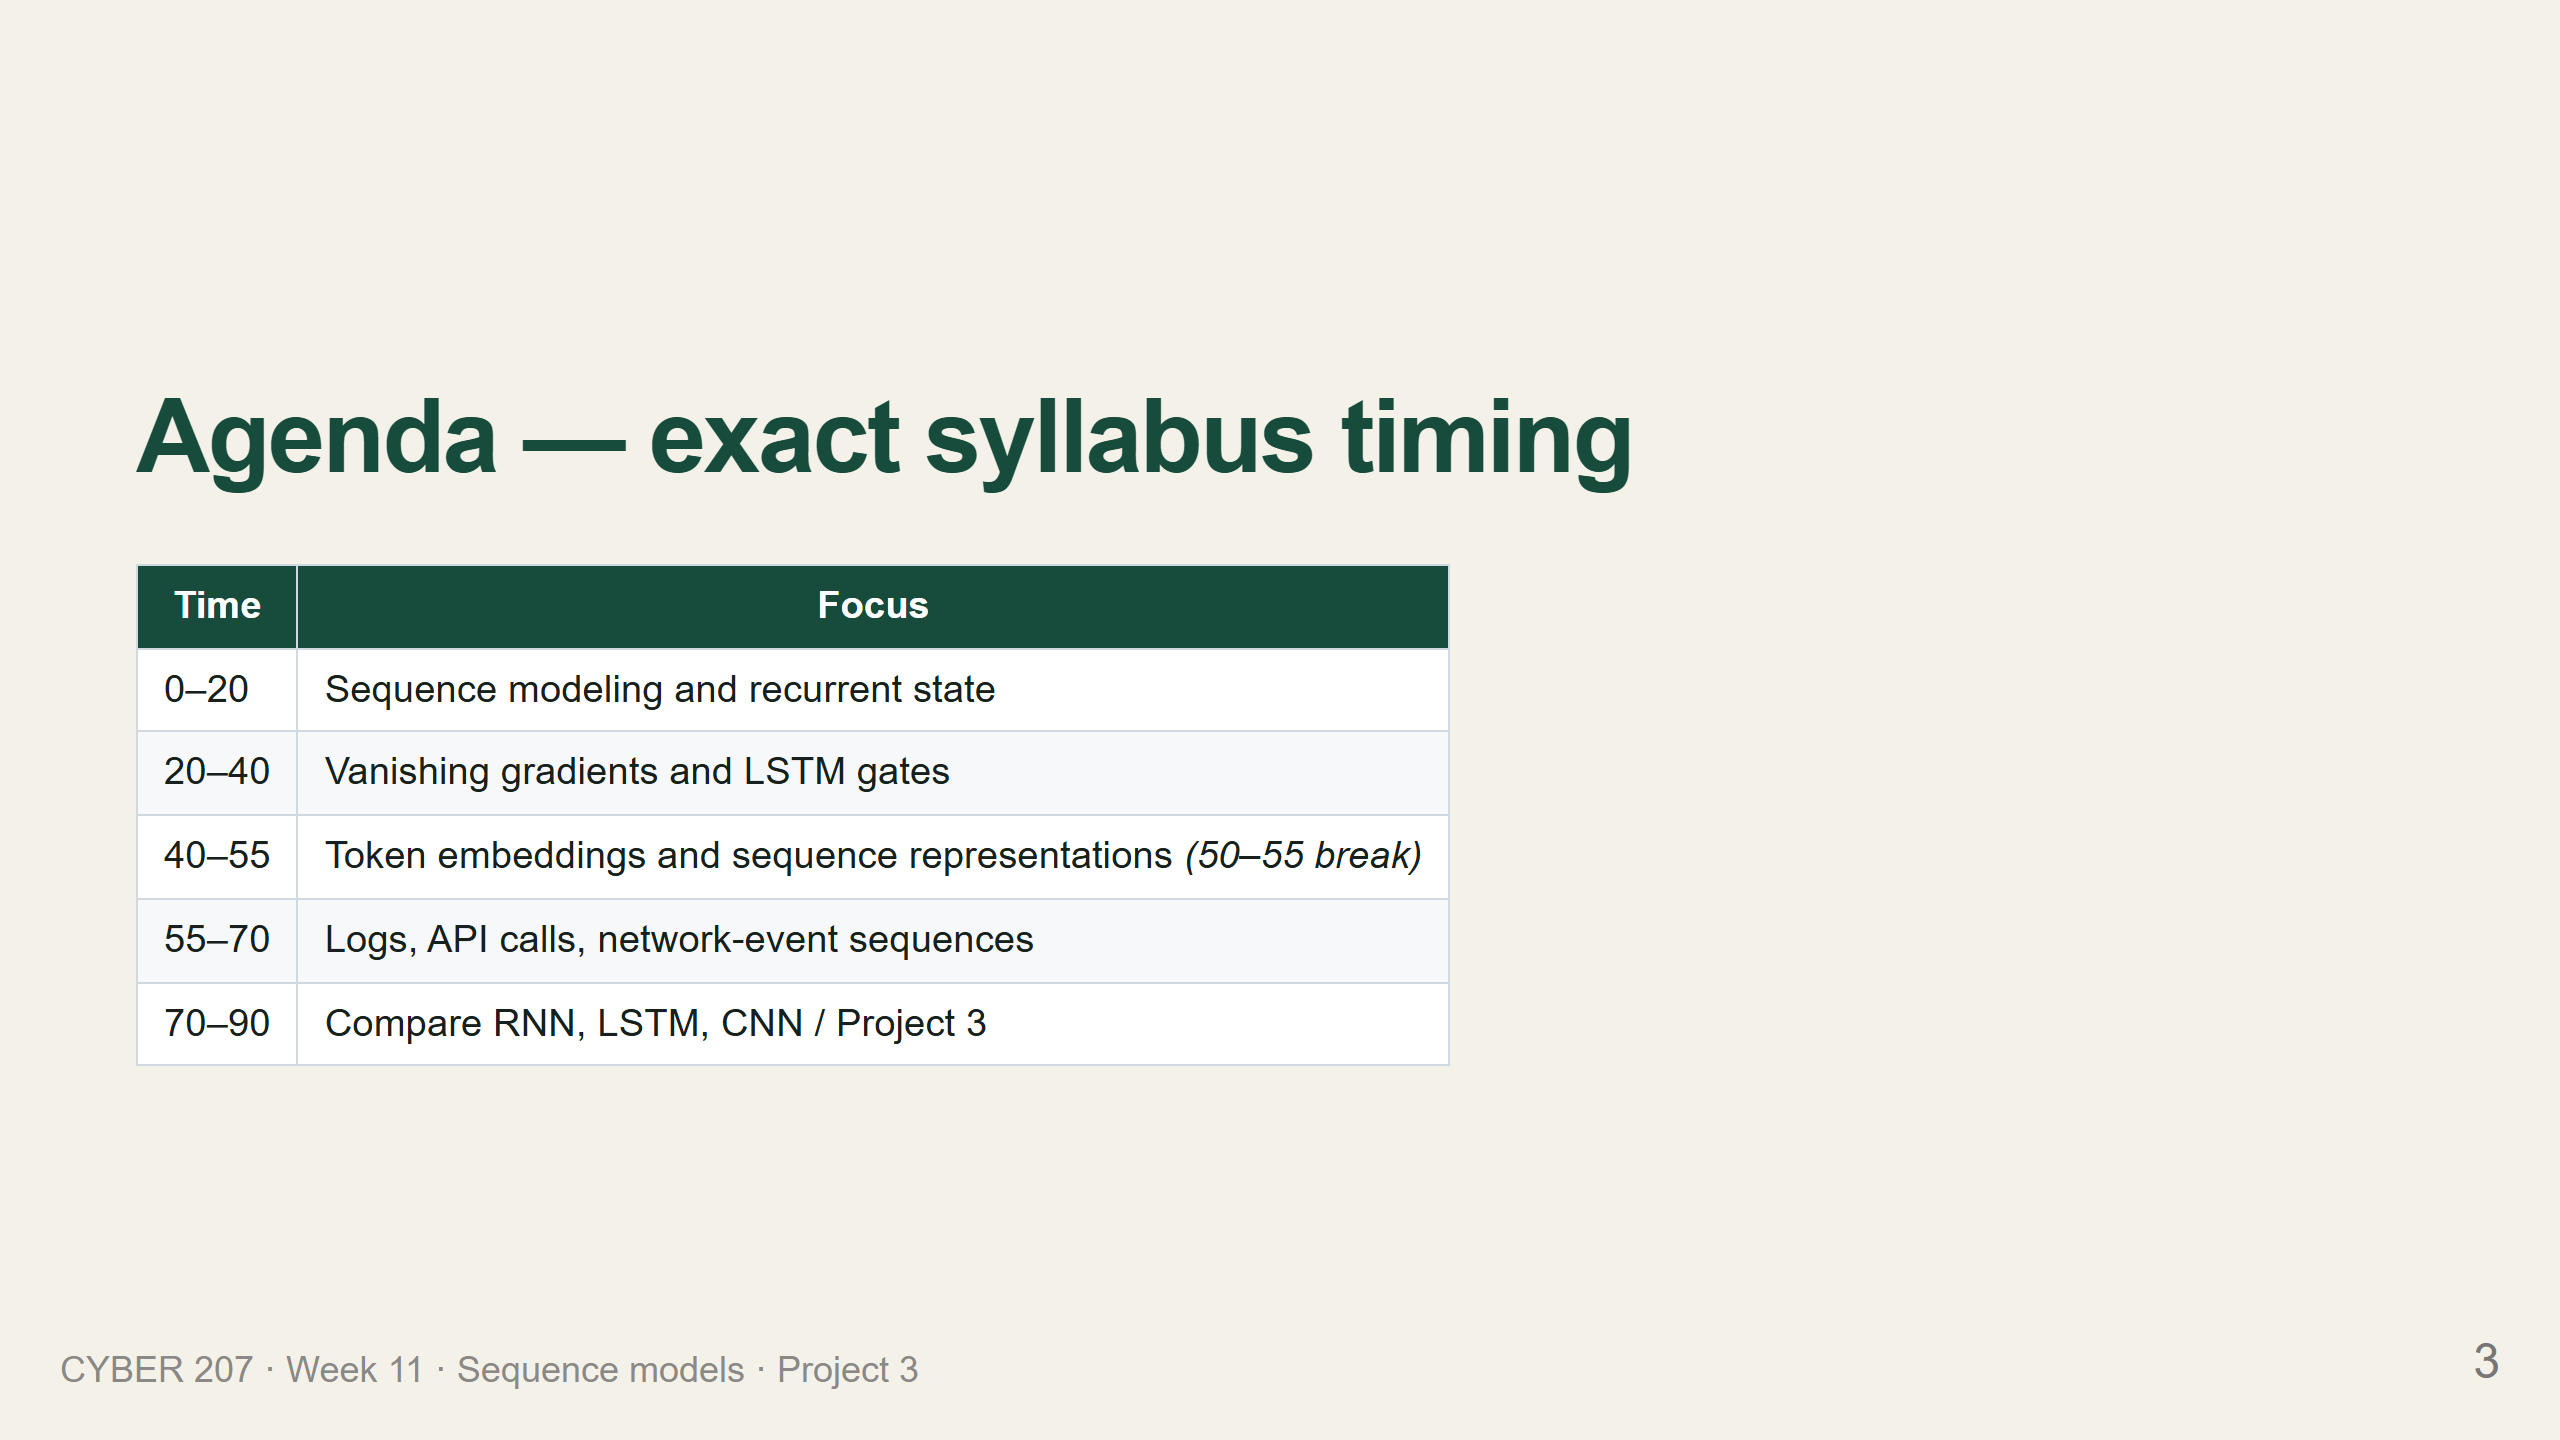 Agenda — exact syllabus timing
Time Focus
0–20 Sequence modeling and recurrent state
20–40 Vanishing gradients and LSTM gates
40–55 Token embeddings and sequence representations (50–55 break)
55–70 Logs, API calls, network-event sequences
70–90 Compare RNN, LSTM, CNN / Project 3
CYBER 207 · Week 11 · Sequence models · Project 3
3